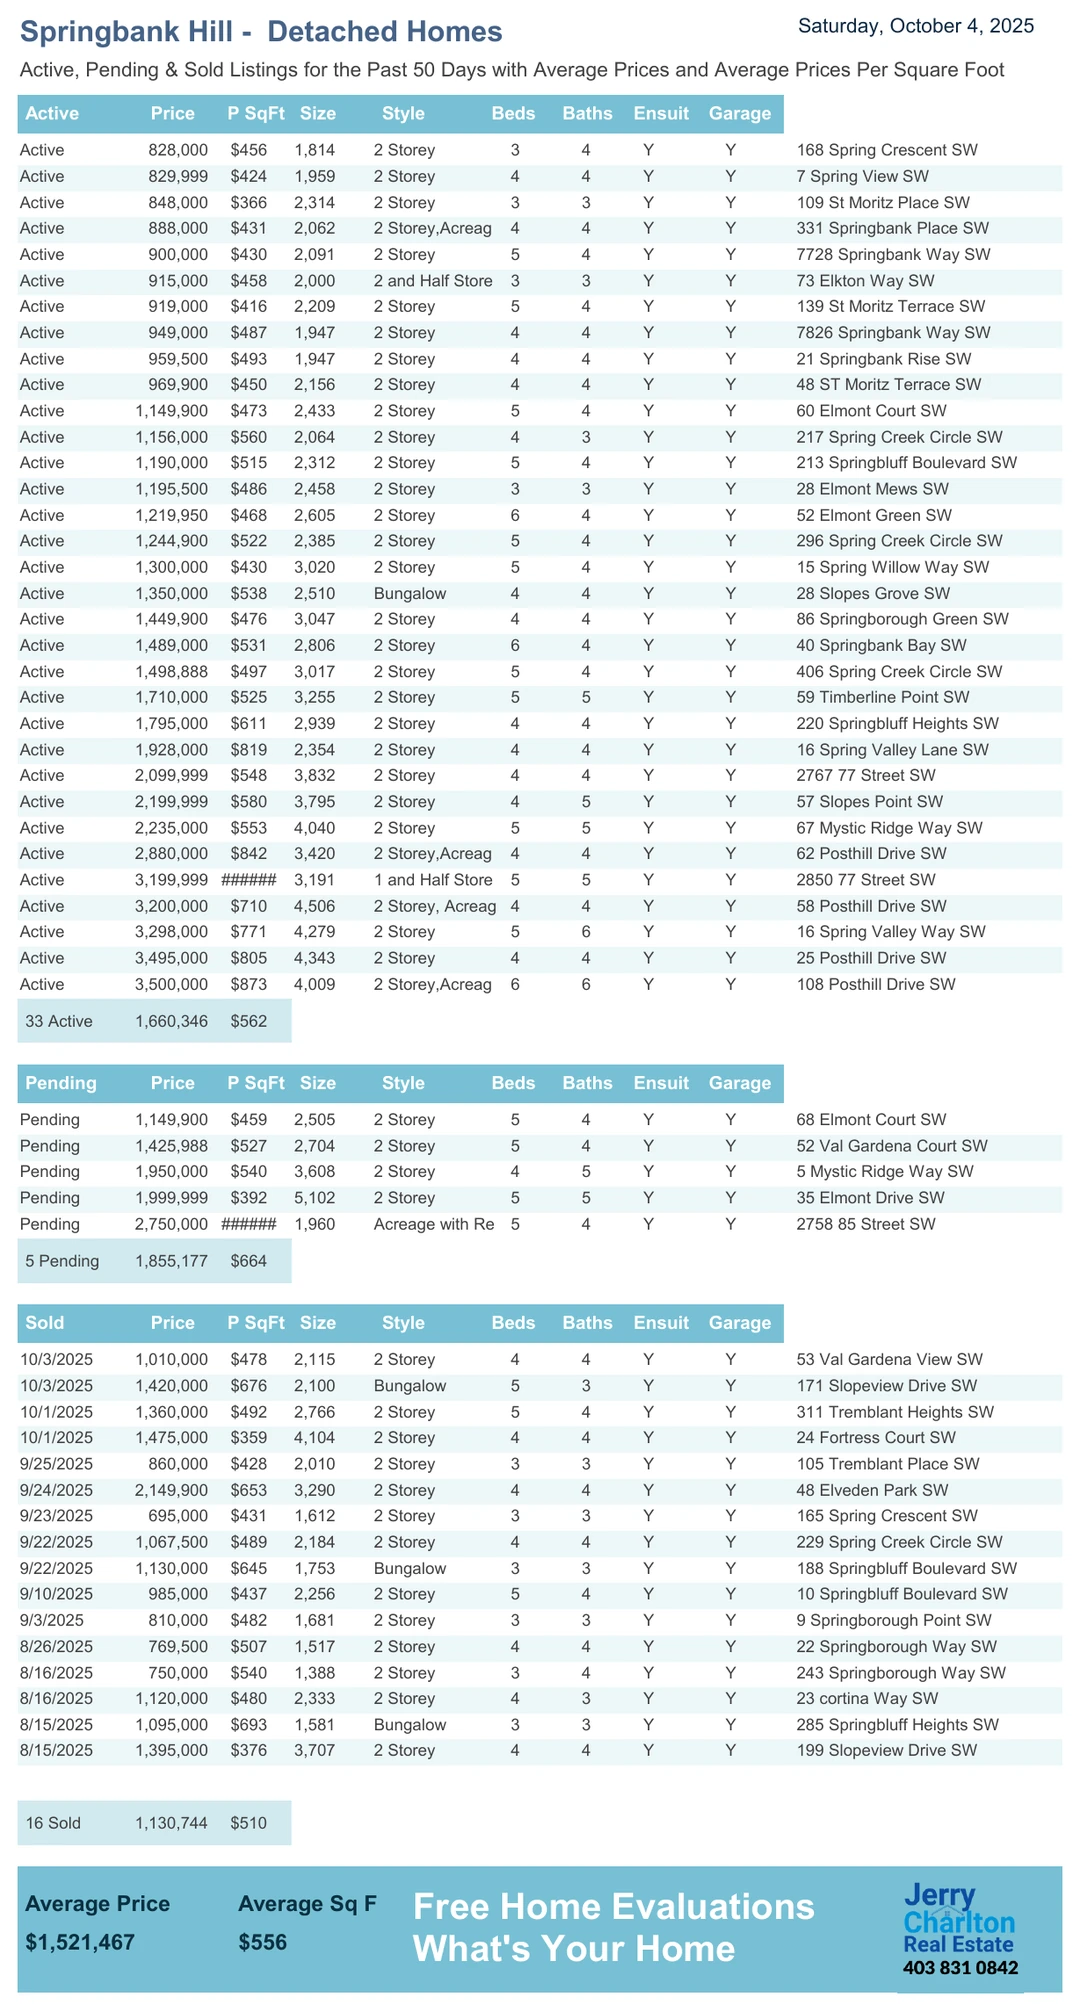 Springbank Hill - Detached Homes
Saturday, October 4, 2025
Active, Pending & Sold Listings for the Past 50 Days with Average Prices and Average Prices Per Square Foot
Active Price P SqFt Size Style Beds Baths Ensuit Garage
Active 828,000 $456 1,814 2 Storey 3 4 Y Y 168 Spring Crescent SW
Active 829,999 $424 1,959 2 Storey 4 4 Y Y 7 Spring View SW
Active 848,000 $366 2,314 2 Storey 3 3 Y Y 109 St Moritz Place SW
Active 888,000 $431 2,062 2 Storey,Acreag 4 4 Y Y 331 Springbank Place SW
Active 900,000 $430 2,091 2 Storey 5 4 Y Y 7728 Springbank Way SW
Active 915,000 $458 2,000 2 and Half Store 3 3 Y Y 73 Elkton Way SW
Active 919,000 $416 2,209 2 Storey 5 4 Y Y 139 St Moritz Terrace SW
Active 949,000 $487 1,947 2 Storey 4 4 Y Y 7826 Springbank Way SW
Active 959,500 $493 1,947 2 Storey 4 4 Y Y 21 Springbank Rise SW
Active 969,900 $450 2,156 2 Storey 4 4 Y Y 48 ST Moritz Terrace SW
Active 1,149,900 $473 2,433 2 Storey 5 4 Y Y 60 Elmont Court SW
Active 1,156,000 $560 2,064 2 Storey 4 3 Y Y 217 Spring Creek Circle SW
Active 1,190,000 $515 2,312 2 Storey 5 4 Y Y 213 Springbluff Boulevard SW
Active 1,195,500 $486 2,458 2 Storey 3 3 Y Y 28 Elmont Mews SW
Active 1,219,950 $468 2,605 2 Storey 6 4 Y Y 52 Elmont Green SW
Active 1,244,900 $522 2,385 2 Storey 5 4 Y Y 296 Spring Creek Circle SW
Active 1,300,000 $430 3,020 2 Storey 5 4 Y Y 15 Spring Willow Way SW
Active 1,350,000 $538 2,510 Bungalow 4 4 Y Y 28 Slopes Grove SW
Active 1,449,900 $476 3,047 2 Storey 4 4 Y Y 86 Springborough Green SW
Active 1,489,000 $531 2,806 2 Storey 6 4 Y Y 40 Springbank Bay SW
Active 1,498,888 $497 3,017 2 Storey 5 4 Y Y 406 Spring Creek Circle SW
Active 1,710,000 $525 3,255 2 Storey 5 5 Y Y 59 Timberline Point SW
Active 1,795,000 $611 2,939 2 Storey 4 4 Y Y 220 Springbluff Heights SW
Active 1,928,000 $819 2,354 2 Storey 4 4 Y Y 16 Spring Valley Lane SW
Active 2,099,999 $548 3,832 2 Storey 4 4 Y Y 2767 77 Street SW
Active 2,199,999 $580 3,795 2 Storey 4 5 Y Y 57 Slopes Point SW
Active 2,235,000 $553 4,040 2 Storey 5 5 Y Y 67 Mystic Ridge Way SW
Active 2,880,000 $842 3,420 2 Storey,Acreag 4 4 Y Y 62 Posthill Drive SW
Active 3,199,999 ###### 3,191 1 and Half Store 5 5 Y Y 2850 77 Street SW
Active 3,200,000 $710 4,506 2 Storey, Acreag 4 4 Y Y 58 Posthill Drive SW
Active 3,298,000 $771 4,279 2 Storey 5 6 Y Y 16 Spring Valley Way SW
Active 3,495,000 $805 4,343 2 Storey 4 4 Y Y 25 Posthill Drive SW
Active 3,500,000 $873 4,009 2 Storey,Acreag 6 6 Y Y 108 Posthill Drive SW
33 Active 1,660,346 $562
Pending Price P SqFt Size Style Beds Baths Ensuit Garage
Pending 1,149,900 $459 2,505 2 Storey 5 4 Y Y 68 Elmont Court SW
Pending 1,425,988 $527 2,704 2 Storey 5 4 Y Y 52 Val Gardena Court SW
Pending 1,950,000 $540 3,608 2 Storey 4 5 Y Y 5 Mystic Ridge Way SW
Pending 1,999,999 $392 5,102 2 Storey 5 5 Y Y 35 Elmont Drive SW
Pending 2,750,000 ###### 1,960 Acreage with Re 5 4 Y Y 2758 85 Street SW
5 Pending 1,855,177 $664
Sold Price P SqFt Size Style Beds Baths Ensuit Garage
10/3/2025 1,010,000 $478 2,115 2 Storey 4 4 Y Y 53 Val Gardena View SW
10/3/2025 1,420,000 $676 2,100 Bungalow 5 3 Y Y 171 Slopeview Drive SW
10/1/2025 1,360,000 $492 2,766 2 Storey 5 4 Y Y 311 Tremblant Heights SW
10/1/2025 1,475,000 $359 4,104 2 Storey 4 4 Y Y 24 Fortress Court SW
9/25/2025 860,000 $428 2,010 2 Storey 3 3 Y Y 105 Tremblant Place SW
9/24/2025 2,149,900 $653 3,290 2 Storey 4 4 Y Y 48 Elveden Park SW
9/23/2025 695,000 $431 1,612 2 Storey 3 3 Y Y 165 Spring Crescent SW
9/22/2025 1,067,500 $489 2,184 2 Storey 4 4 Y Y 229 Spring Creek Circle SW
9/22/2025 1,130,000 $645 1,753 Bungalow 3 3 Y Y 188 Springbluff Boulevard SW
9/10/2025 985,000 $437 2,256 2 Storey 5 4 Y Y 10 Springbluff Boulevard SW
9/3/2025 810,000 $482 1,681 2 Storey 3 3 Y Y 9 Springborough Point SW
8/26/2025 769,500 $507 1,517 2 Storey 4 4 Y Y 22 Springborough Way SW
8/16/2025 750,000 $540 1,388 2 Storey 3 4 Y Y 243 Springborough Way SW
8/16/2025 1,120,000 $480 2,333 2 Storey 4 3 Y Y 23 cortina Way SW
8/15/2025 1,095,000 $693 1,581 Bungalow 3 3 Y Y 285 Springbluff Heights SW
8/15/2025 1,395,000 $376 3,707 2 Storey 4 4 Y Y 199 Slopeview Drive SW
16 Sold 1,130,744 $510
Average Price Average Sq F
$1,521,467 $556
Free Home Evaluations
What's Your Home
Jerry
Charlton
Real Estate
403 831 0842